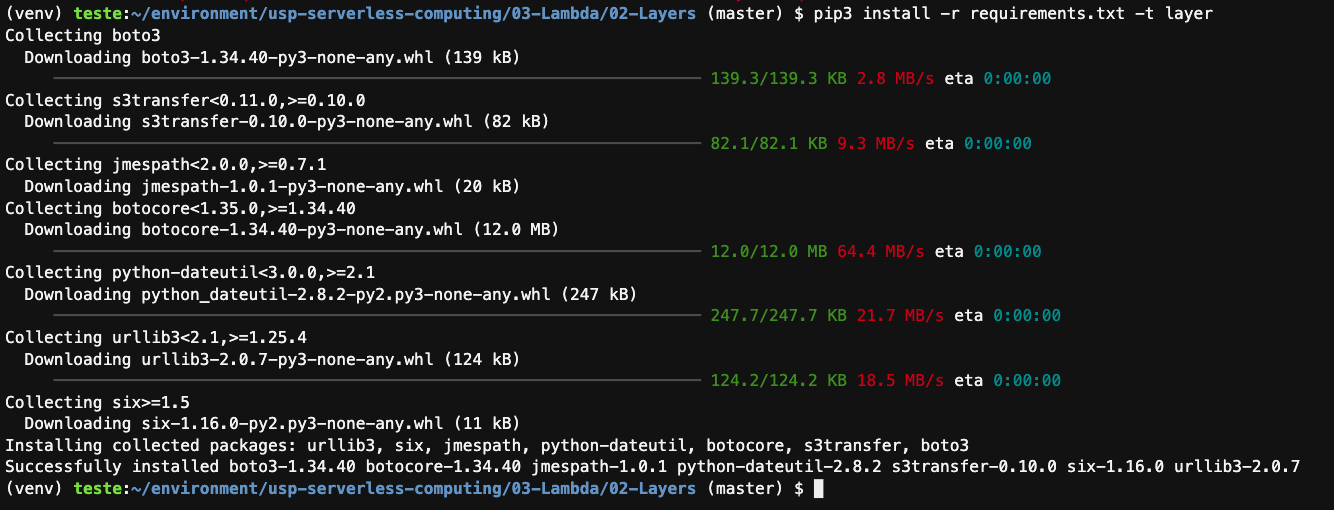 (venv) teste:~/environment/usp-serverless-computing/03-Lambda/02-Layers (master) $ pip3 install -r requirements.txt -t layer
Collecting boto3
  Downloading boto3-1.34.40-py3-none-any.whl (139 kB)
139.3/139.3 KB 2.8 MB/s eta 0:00:00
Collecting s3transfer<0.11.0,>=0.10.0
  Downloading s3transfer-0.10.0-py3-none-any.whl (82 kB)
82.1/82.1 KB 9.3 MB/s eta 0:00:00
Collecting jmespath<2.0.0,>=0.7.1
  Downloading jmespath-1.0.1-py3-none-any.whl (20 kB)
Collecting botocore<1.35.0,>=1.34.40
  Downloading botocore-1.34.40-py3-none-any.whl (12.0 MB)
12.0/12.0 MB 64.4 MB/s eta 0:00:00
Collecting python-dateutil<3.0.0,>=2.1
  Downloading python_dateutil-2.8.2-py2.py3-none-any.whl (247 kB)
247.7/247.7 KB 21.7 MB/s eta 0:00:00
Collecting urllib3<2.1,>=1.25.4
  Downloading urllib3-2.0.7-py3-none-any.whl (124 kB)
124.2/124.2 KB 18.5 MB/s eta 0:00:00
Collecting six>=1.5
  Downloading six-1.16.0-py2.py3-none-any.whl (11 kB)
Installing collected packages: urllib3, six, jmespath, python-dateutil, botocore, s3transfer, boto3
Successfully installed boto3-1.34.40 botocore-1.34.40 jmespath-1.0.1 python-dateutil-2.8.2 s3transfer-0.10.0 six-1.16.0 urllib3-2.0.7
(venv) teste:~/environment/usp-serverless-computing/03-Lambda/02-Layers (master) $